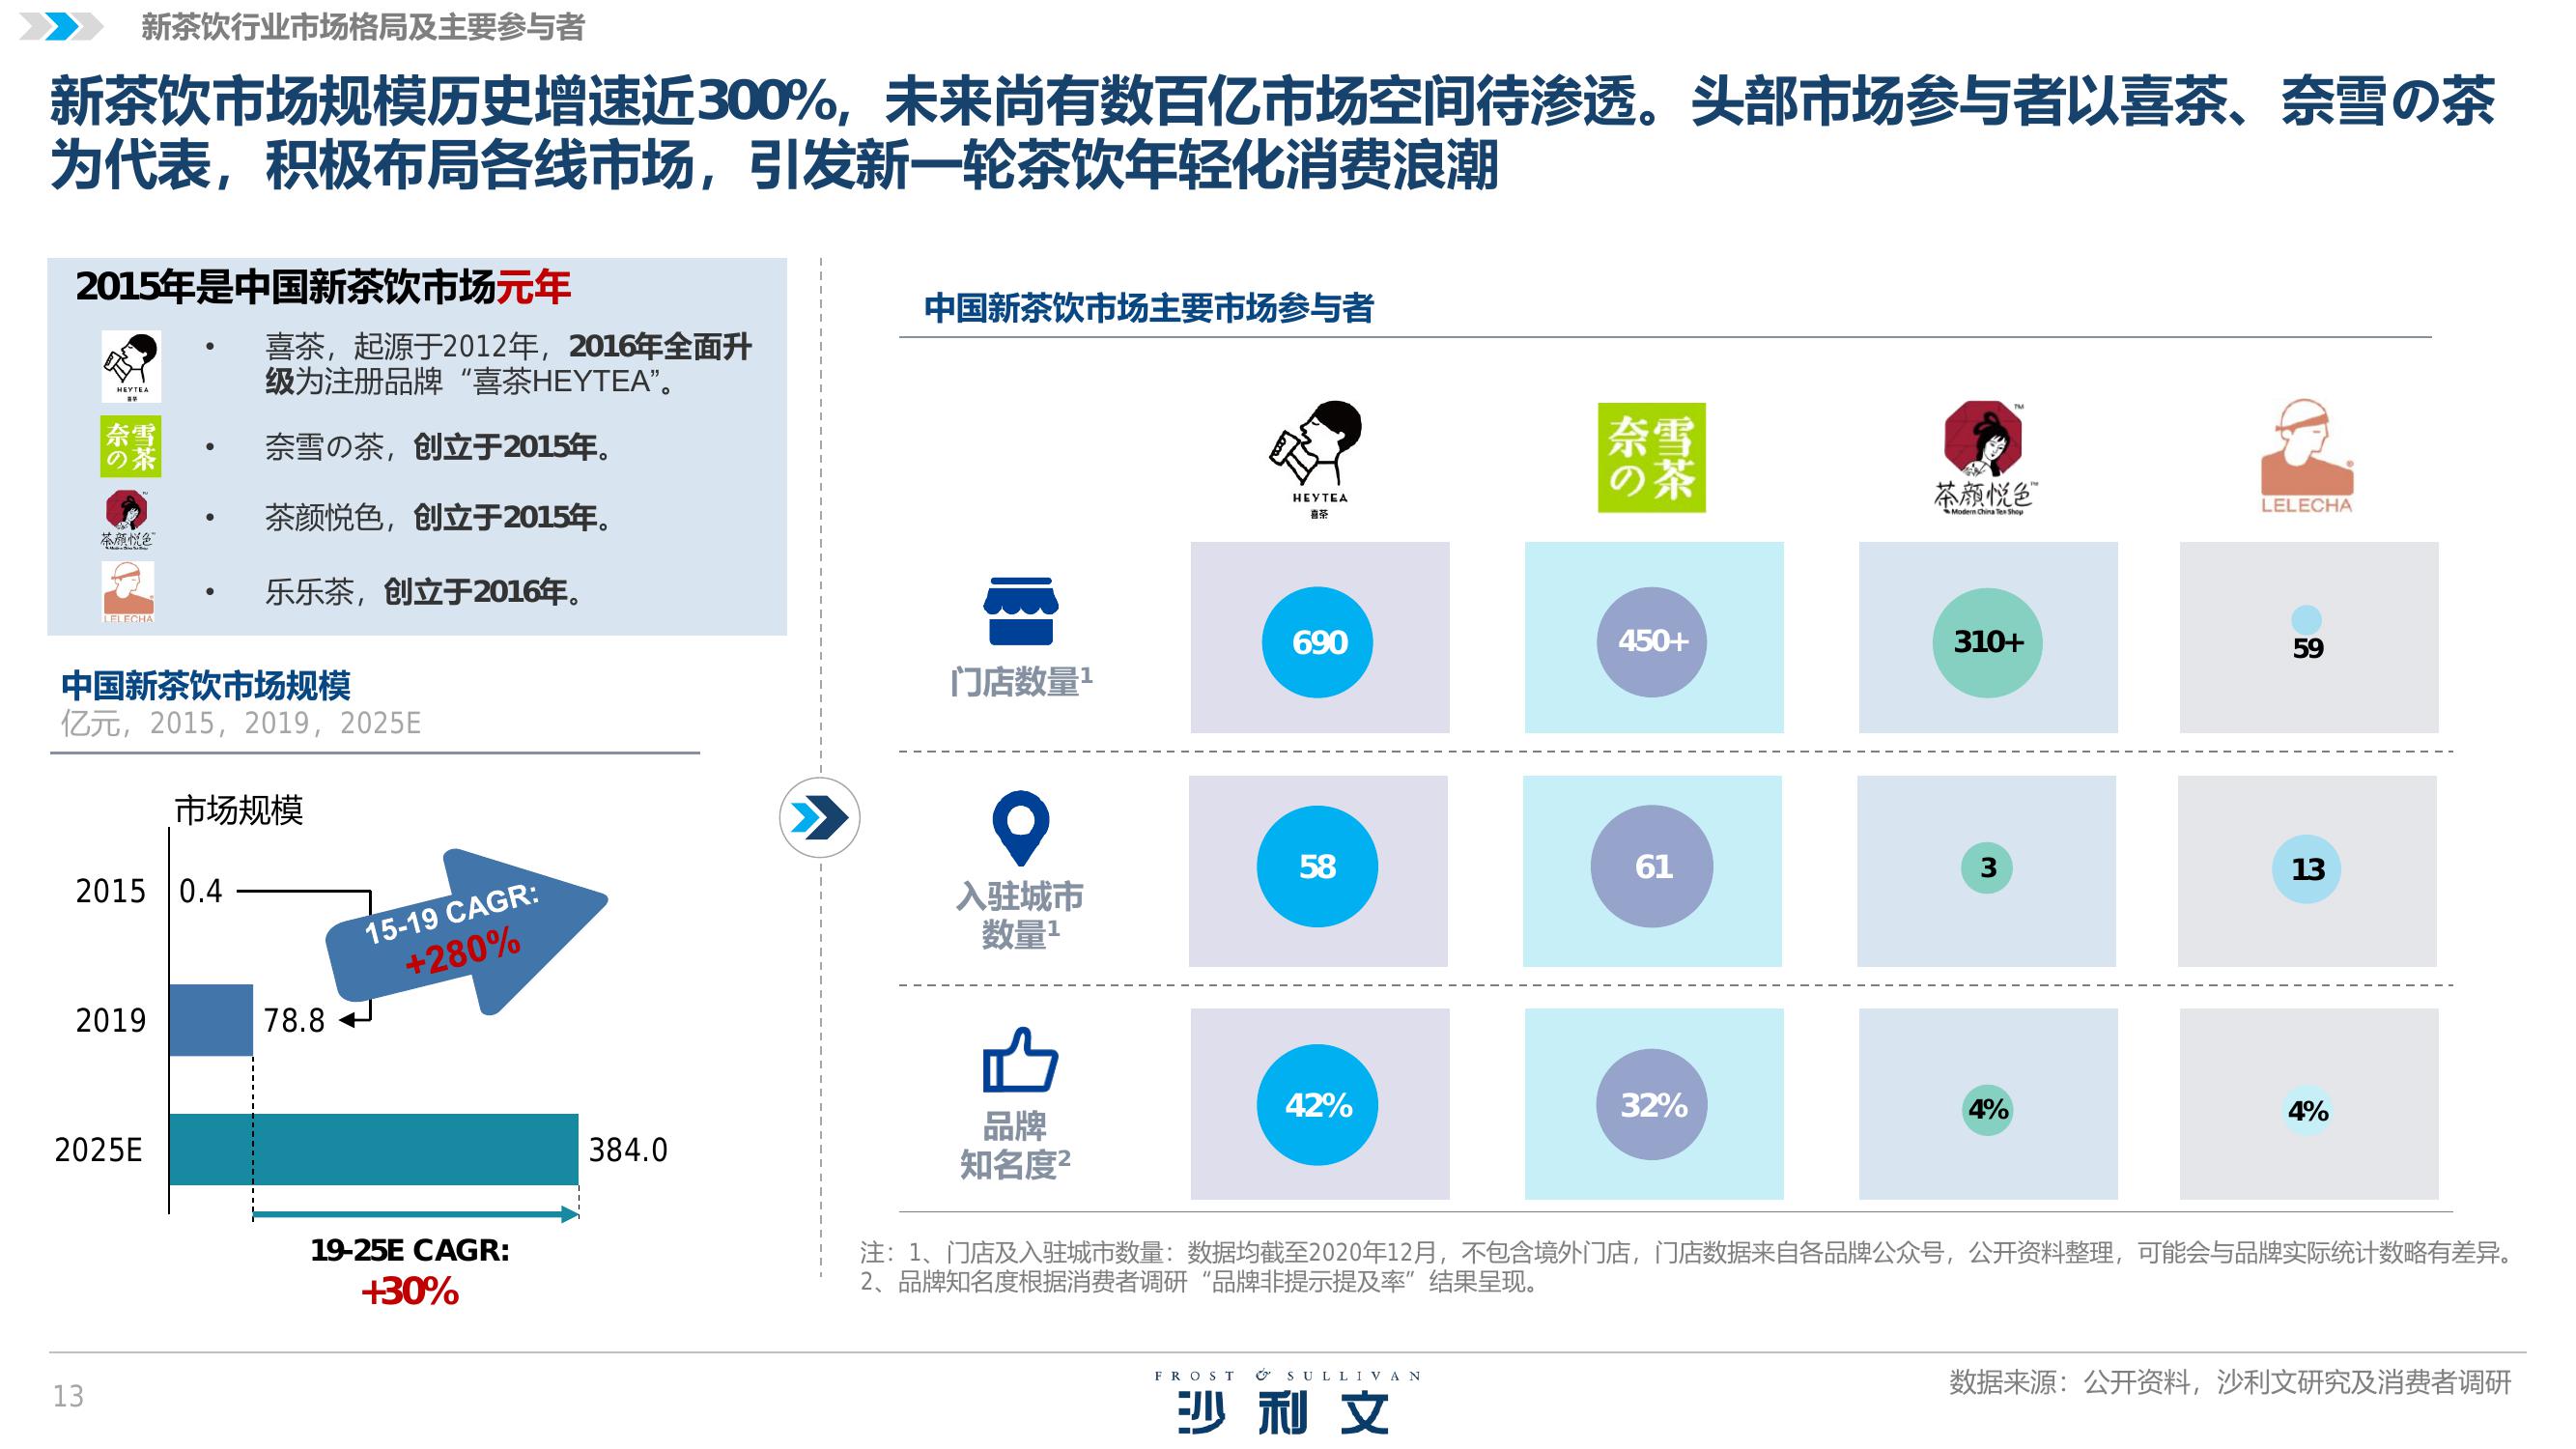 新茶饮行业市场格局及主要参与者
新茶饮市场规模历史增速近300%，未来尚有数百亿市场空间待渗透。头部市场参与者以喜茶、奈雪の茶
为代表，积极布局各线市场，引发新一轮茶饮年轻化消费浪潮
2015年是中国新茶饮市场元年
HEYTEA
喜茶
• 喜茶，起源于2012年，2016年全面升
级为注册品牌“喜茶HEYTEA”。
奈雪
の茶
• 奈雪の茶，创立于2015年。
茶颜悦色
Modern China Tea Shop
• 茶颜悦色，创立于2015年。
LELECHA
• 乐乐茶，创立于2016年。
中国新茶饮市场规模
亿元，2015，2019，2025E
市场规模
2015 0.4
15-19 CAGR:
+280%
2019 78.8
2025E 384.0
19-25E CAGR:
+30%
中国新茶饮市场主要市场参与者
HEYTEA
喜茶
奈雪
の茶
茶颜悦色™
Modern China Tea Shop
LELECHA
门店数量¹
690 450+ 310+ 59
入驻城市
数量¹
58 61 3 13
品牌
知名度²
42% 32% 4% 4%
注：1、门店及入驻城市数量：数据均截至2020年12月，不包含境外门店，门店数据来自各品牌公众号，公开资料整理，可能会与品牌实际统计数略有差异。
2、品牌知名度根据消费者调研“品牌非提示提及率”结果呈现。
13
FROST & SULLIVAN
沙利文
数据来源：公开资料，沙利文研究及消费者调研